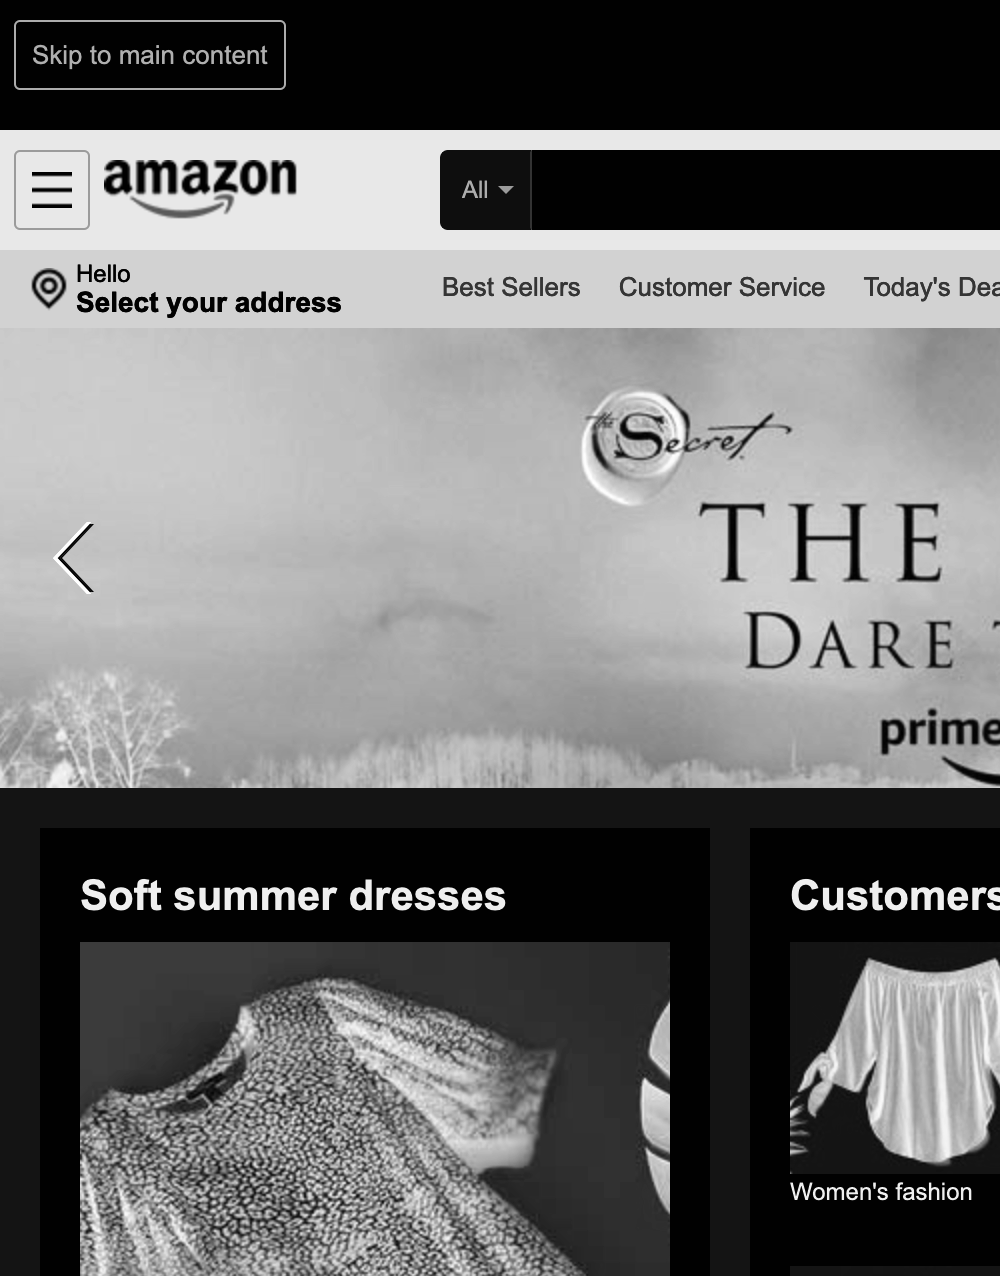 Skip to main content
amazon
All
Hello
Select your address
Best Sellers Customer Service Today's Dea
the Secret
THE
DARE
prime
Soft summer dresses
Customers
Women's fashion